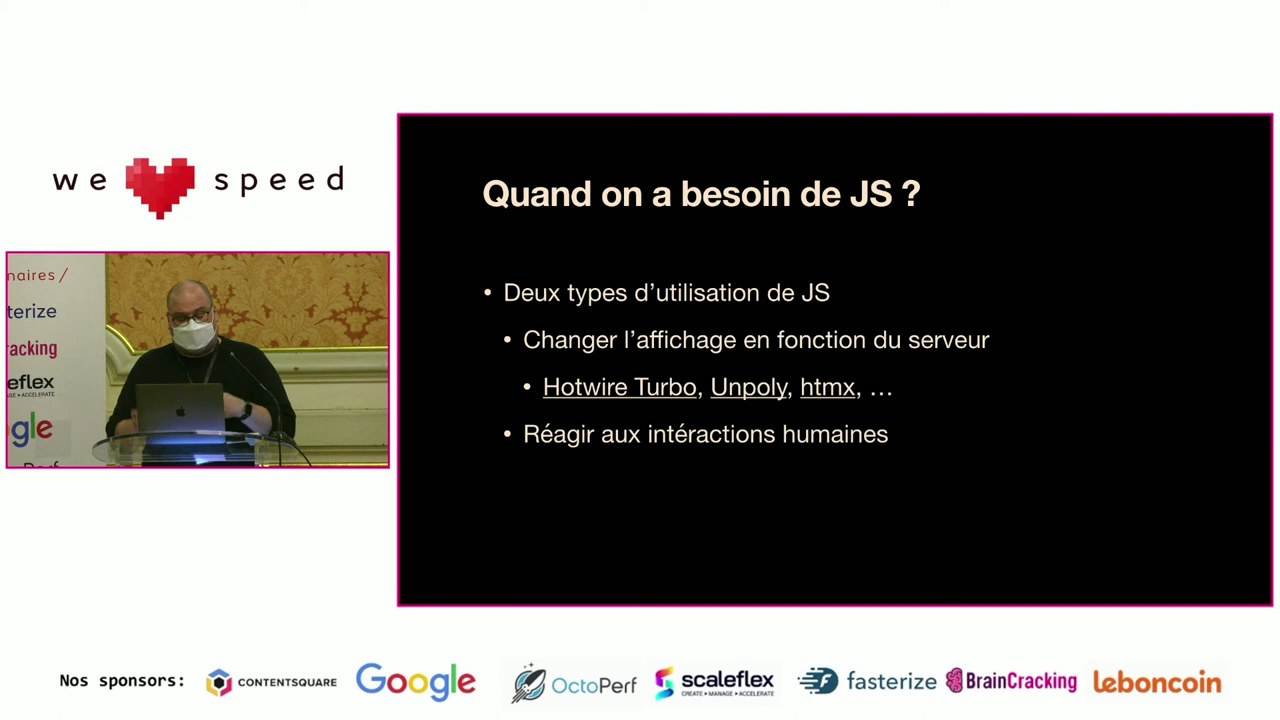 we speed
naires /
terize
racking
eflex
gle
Quand on a besoin de JS ?
• Deux types d’utilisation de JS
• Changer l’affichage en fonction du serveur
• Hotwire Turbo, Unpoly, htmx, …
• Réagir aux intéractions humaines
Nos sponsors: CONTENTSQUARE Google OctoPerf scaleflex fasterize BrainCracking leboncoin
CREATE • MANAGE • ACCELERATE